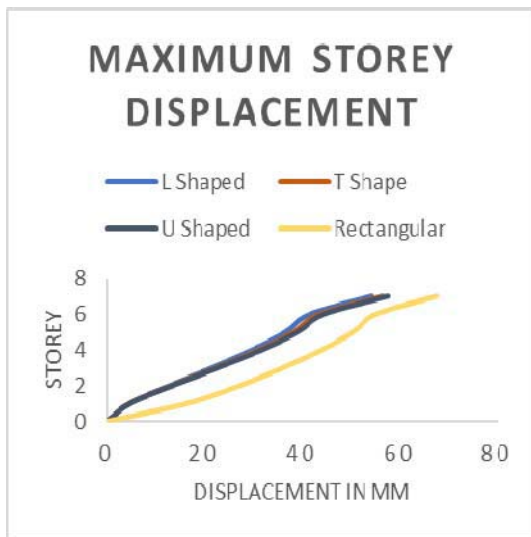 MAXIMUM STOREY
DISPLACEMENT
L Shaped T Shape
U Shaped Rectangular
8
6
4
2
0
STOREY
0 20 40 60 80
DISPLACEMENT IN MM